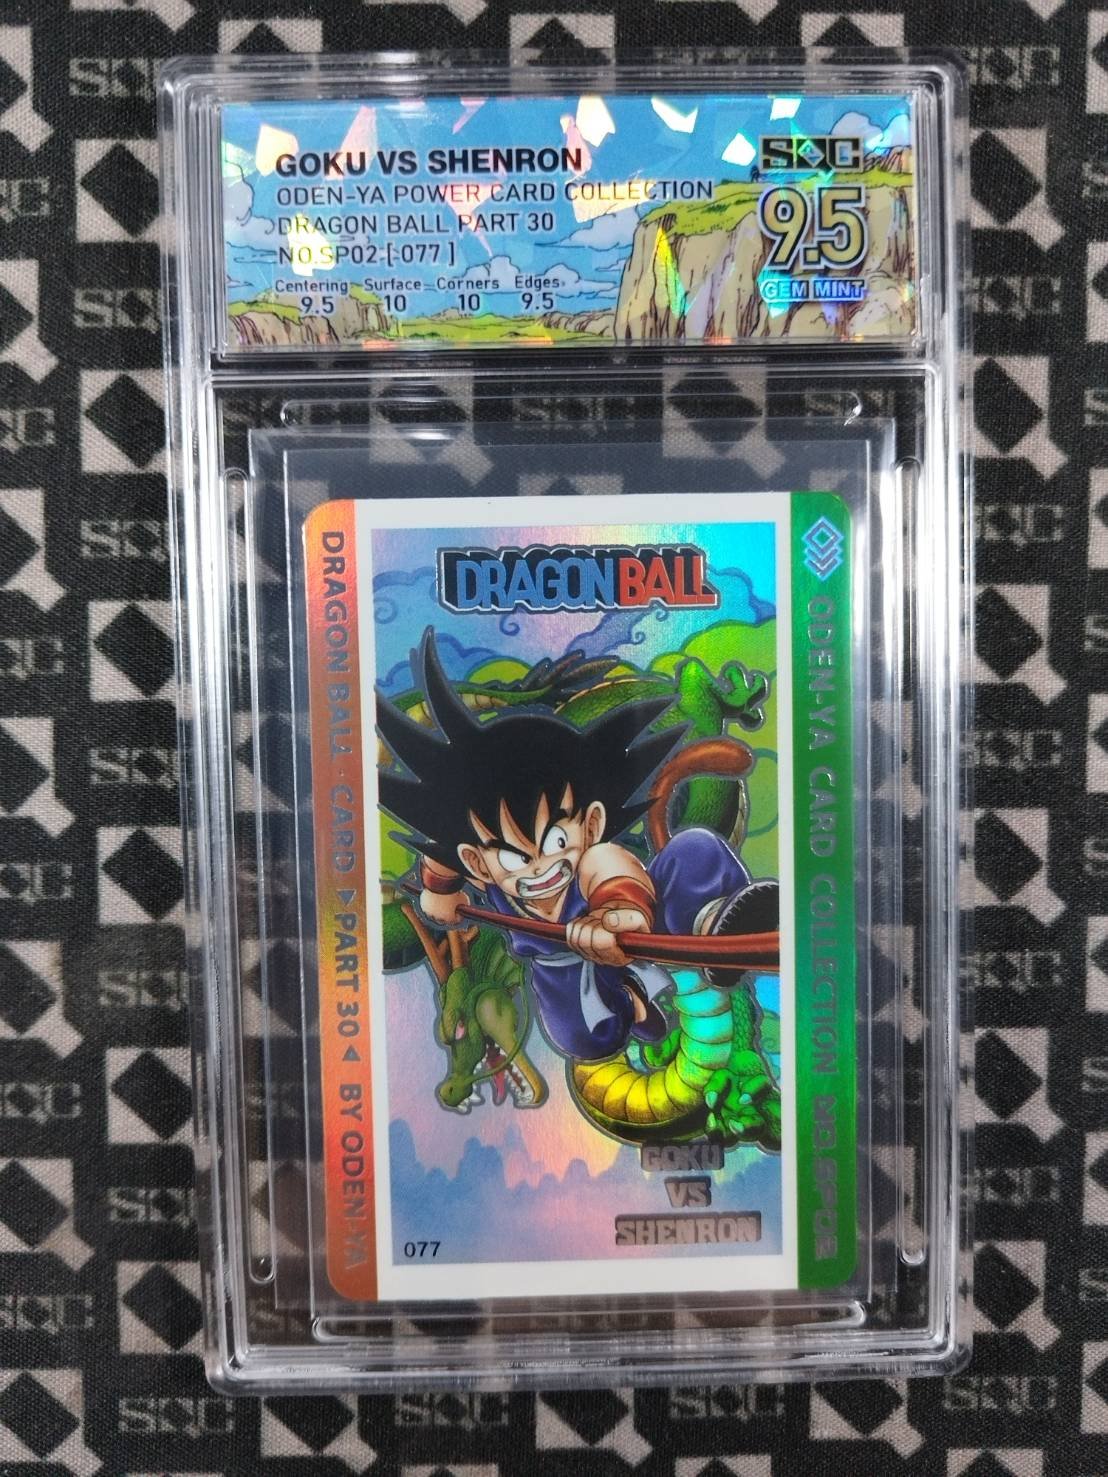 GOKU VS SHENRON
ODEN-YA POWER CARD COLLECTION
DRAGON BALL PART 30
NO.SP02-[-077 ]
Centering Surface Corners Edges
9.5 10 10 9.5
SQC
9.5
GEM MINT
DRAGON BALL
DRAGON BALL · CARD ▶ PART 30 ◀ BY ODEN-YA
ODEN-YA CARD COLLECTION NO.SP02
GOKU
VS
SHENRON
077